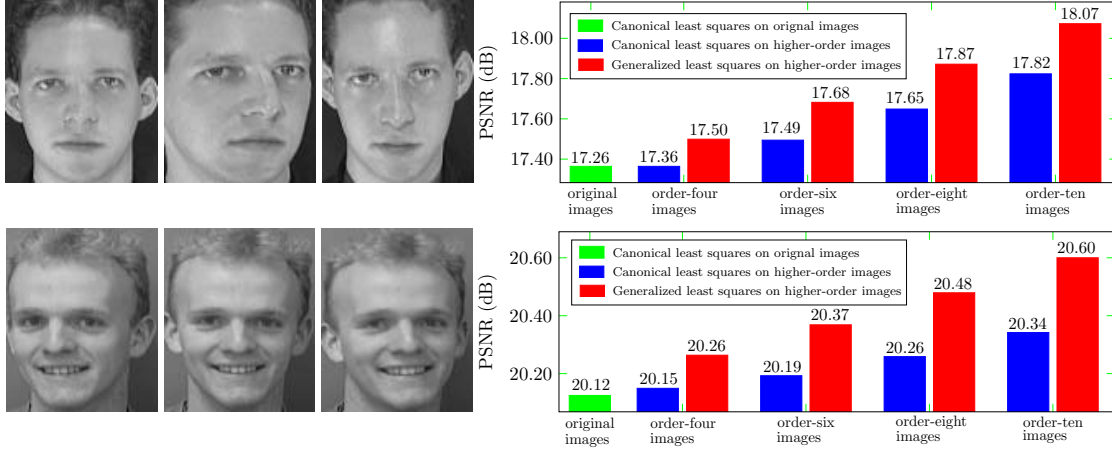 PSNR (dB)
18.00
17.80
17.60
17.40
Canonical least squares on orignal images
Canonical least squares on higher-order images
Generalized least squares on higher-order images
17.26
17.36
17.50
17.49
17.68
17.65
17.87
17.82
18.07
original
images
order-four
images
order-six
images
order-eight
images
order-ten
images
PSNR (dB)
20.60
20.40
20.20
Canonical least squares on orignal images
Canonical least squares on higher-order images
Generalized least squares on higher-order images
20.12
20.15
20.26
20.19
20.37
20.26
20.48
20.34
20.60
original
images
order-four
images
order-six
images
order-eight
images
order-ten
images